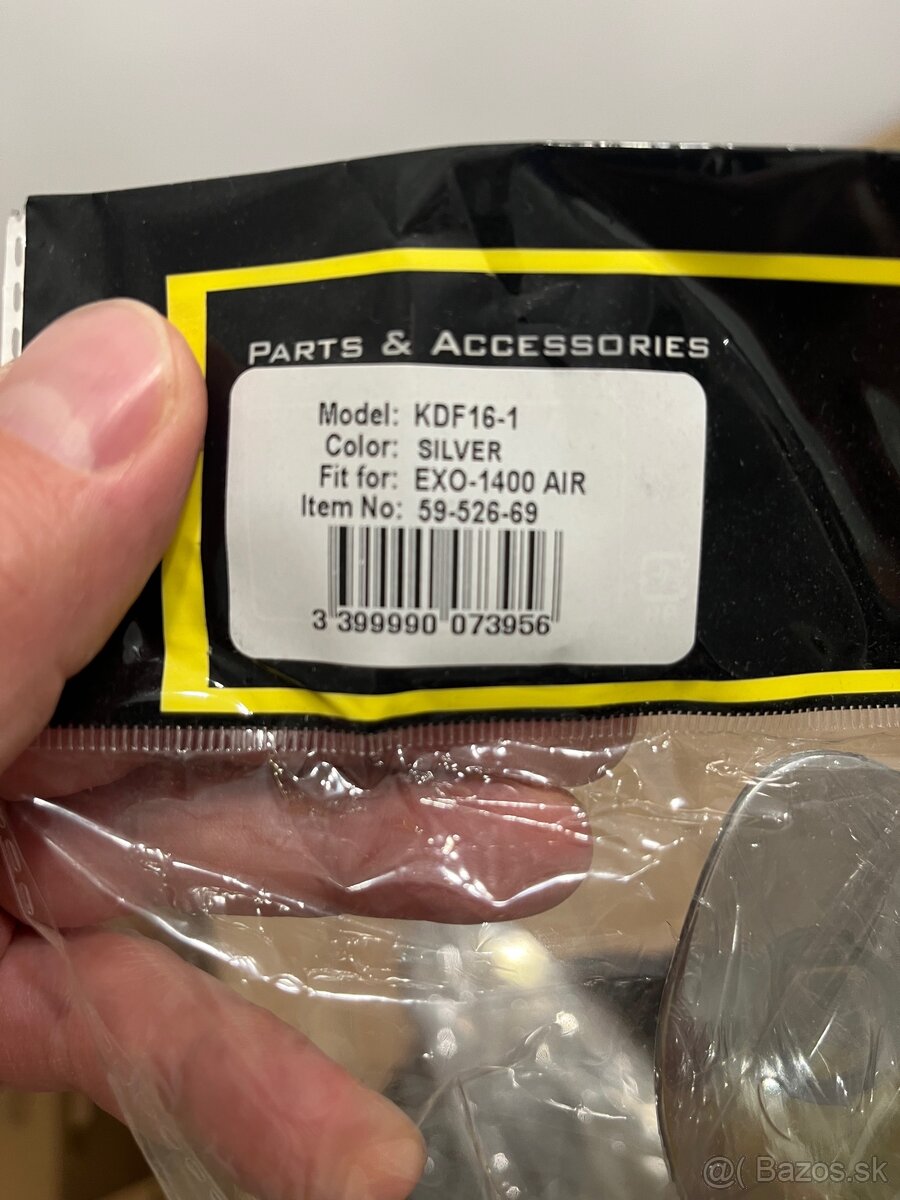 PARTS & ACCESSORIES
Model: KDF16-1
Color: SILVER
Fit for: EXO-1400 AIR
Item No: 59-526-69
3 399990 073956
@( Bazos.sk